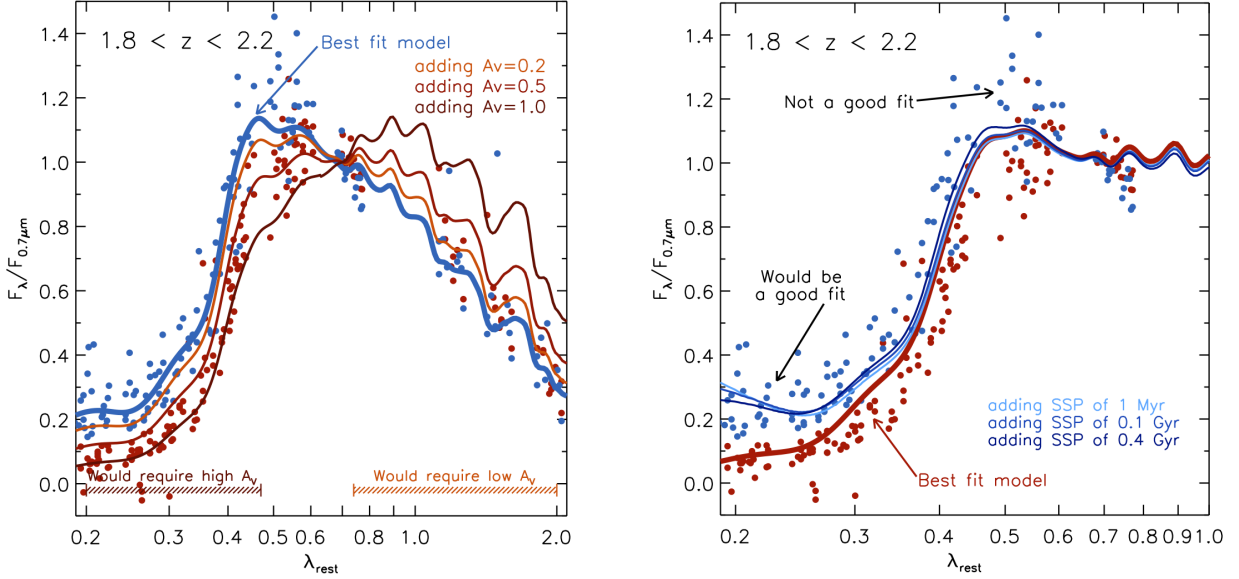 1.8 < z < 2.2
Best fit model
adding Av=0.2
adding Av=0.5
adding Av=1.0
1.4
1.2
1.0
0.8
0.6
0.4
0.2
0.0
Fλ/F0.7μm
Would require high Av
Would require low Av
0.2 0.3 0.4 0.5 0.6 0.8 1.0 2.0
λrest
1.8 < z < 2.2
Not a good fit
Would be
a good fit
adding SSP of 1 Myr
adding SSP of 0.1 Gyr
adding SSP of 0.4 Gyr
Best fit model
1.4
1.2
1.0
0.8
0.6
0.4
0.2
0.0
Fλ/F0.7μm
0.2 0.3 0.4 0.5 0.6 0.7 0.8 0.9 1.0
λrest